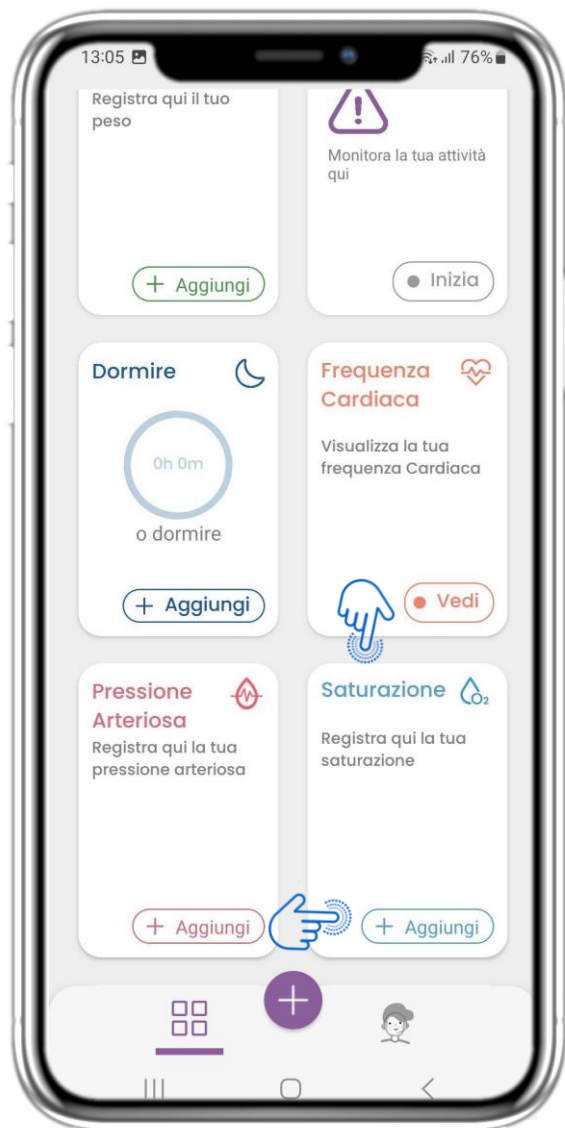 13:05
76%
Registra qui il tuo
peso
+ Aggiungi
Monitora la tua attività
qui
Inizia
Dormire
0h 0m
o dormire
+ Aggiungi
Frequenza
Cardiaca
Visualizza la tua
frequenza Cardiaca
Vedi
Pressione
Arteriosa
Registra qui la tua
pressione arteriosa
+ Aggiungi
Saturazione
O₂
Registra qui la tua
saturazione
+ Aggiungi